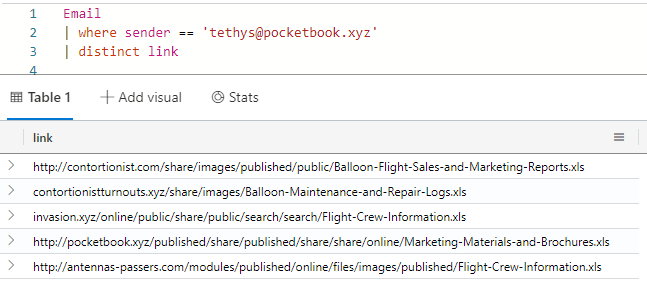 1 Email
2 | where sender == 'tethys@pocketbook.xyz'
3 | distinct link
4
Table 1 Add visual Stats
link
http://contortionist.com/share/images/published/public/Balloon-Flight-Sales-and-Marketing-Reports.xls
contortionistturnouts.xyz/share/images/Balloon-Maintenance-and-Repair-Logs.xls
invasion.xyz/online/public/share/public/search/search/Flight-Crew-Information.xls
http://pocketbook.xyz/published/share/published/share/share/online/Marketing-Materials-and-Brochures.xls
http://antennas-passers.com/modules/published/online/files/images/published/Flight-Crew-Information.xls